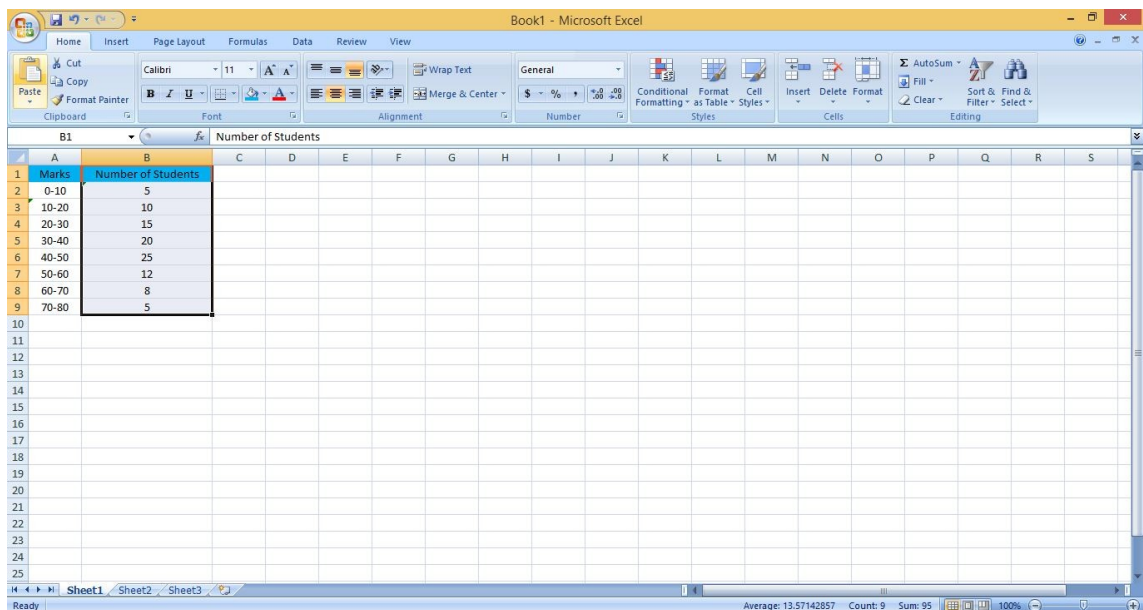 Book1 - Microsoft Excel
Home Insert Page Layout Formulas Data Review View
Paste
Cut
Copy
Format Painter
Clipboard
Calibri 11
B I U
Font
Wrap Text
Merge & Center
Alignment
General
$ % ,
Number
Conditional Formatting
Format as Table
Cell Styles
Styles
Insert Delete Format
Cells
Σ AutoSum
Fill
Clear
Sort & Filter
Find & Select
Editing
B1 fx Number of Students
A B C D E F G H I J K L M N O P Q R S
1 Marks Number of Students
2 0-10 5
3 10-20 10
4 20-30 15
5 30-40 20
6 40-50 25
7 50-60 12
8 60-70 8
9 70-80 5
10
11
12
13
14
15
16
17
18
19
20
21
22
23
24
25
Sheet1 Sheet2 Sheet3
Ready Average: 13.57142857 Count: 9 Sum: 95 100%